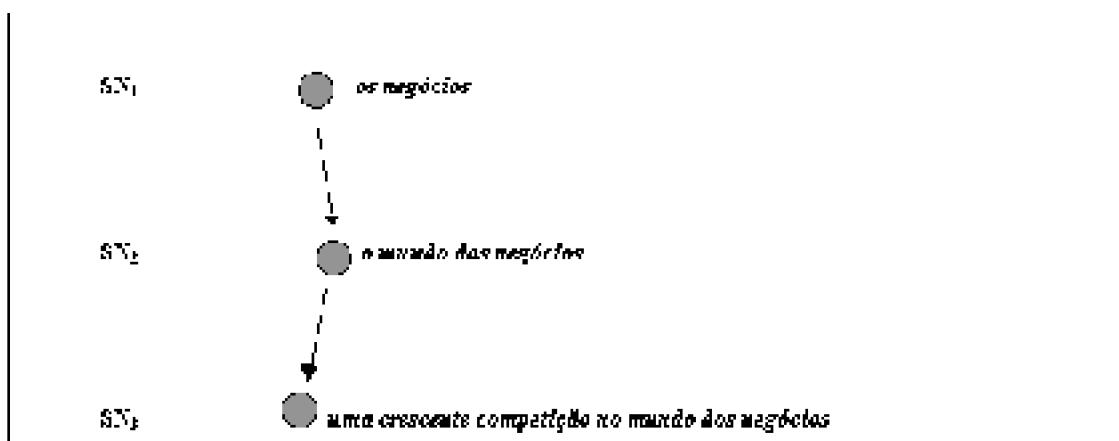 SN₁ os negócios
SN₂ o mundo dos negócios
SN₃ uma crescente competição no mundo dos negócios